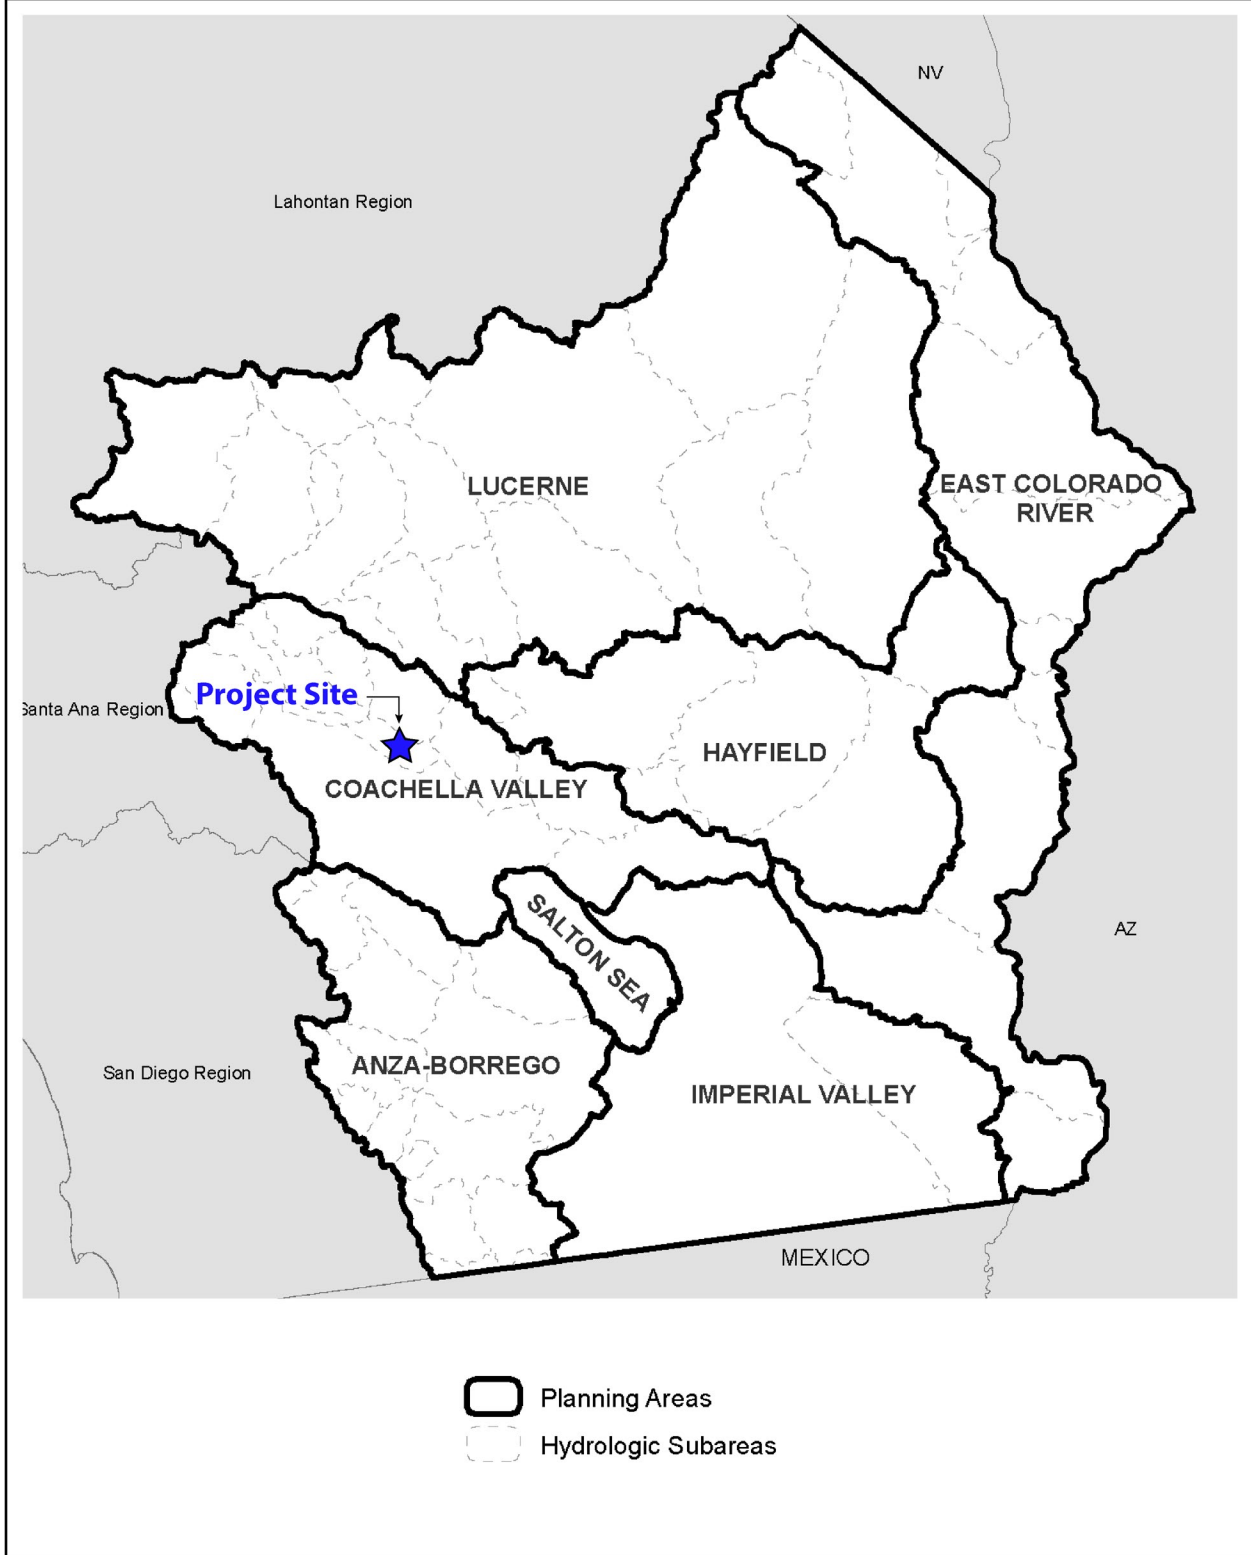 NV
Lahontan Region
LUCERNE
EAST COLORADO
RIVER
Project Site
Santa Ana Region
HAYFIELD
COACHELLA VALLEY
SALTON SEA
AZ
ANZA-BORREGO
San Diego Region
IMPERIAL VALLEY
MEXICO
Planning Areas
Hydrologic Subareas